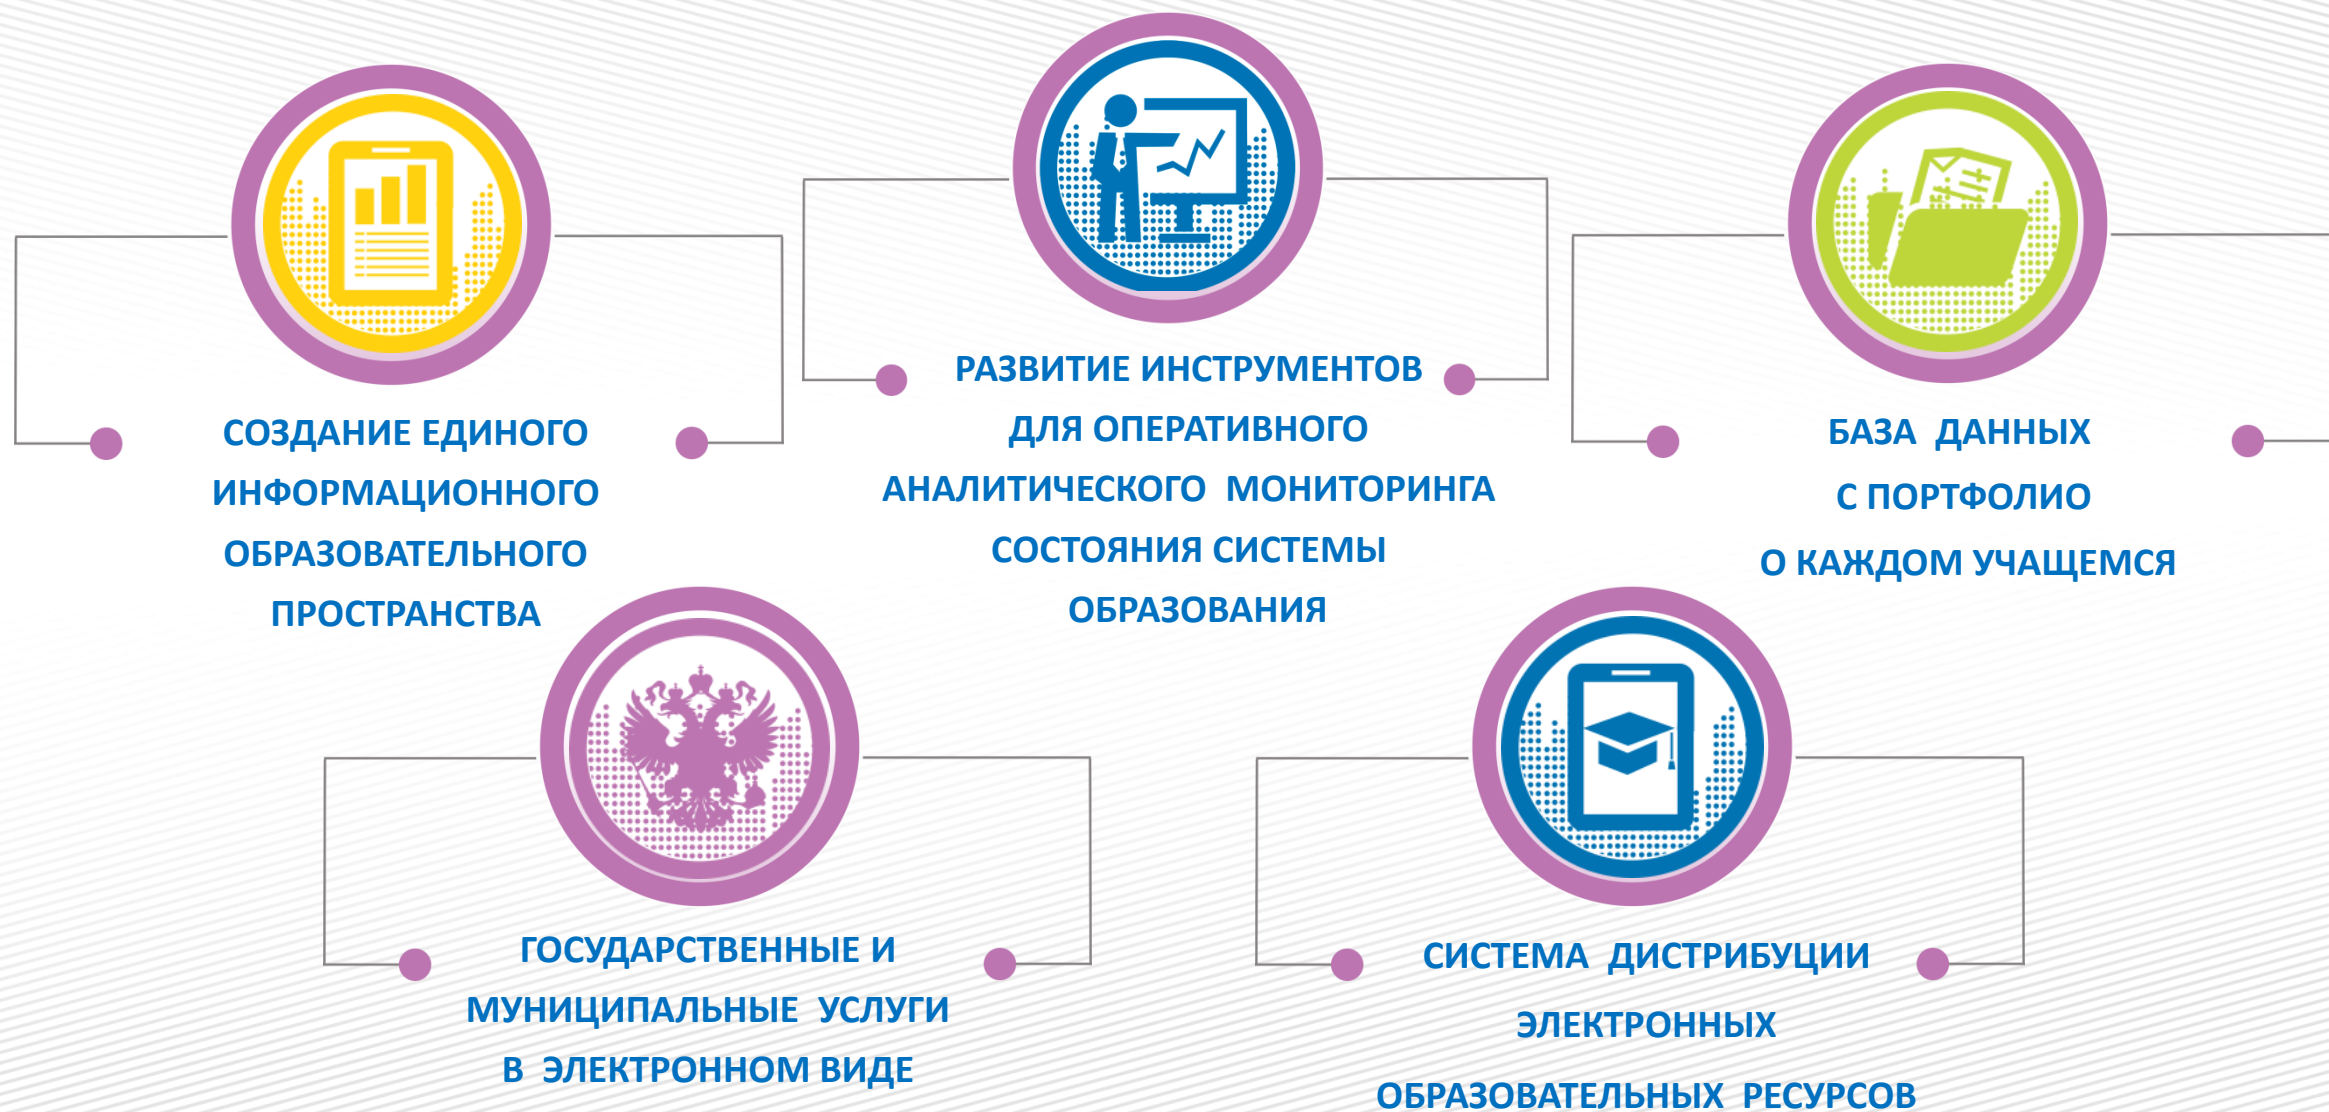 СОЗДАНИЕ ЕДИНОГО
ИНФОРМАЦИОННОГО
ОБРАЗОВАТЕЛЬНОГО
ПРОСТРАНСТВА
РАЗВИТИЕ ИНСТРУМЕНТОВ
ДЛЯ ОПЕРАТИВНОГО
АНАЛИТИЧЕСКОГО МОНИТОРИНГА
СОСТОЯНИЯ СИСТЕМЫ
ОБРАЗОВАНИЯ
БАЗА ДАННЫХ
С ПОРТФОЛИО
О КАЖДОМ УЧАЩЕМСЯ
ГОСУДАРСТВЕННЫЕ И
МУНИЦИПАЛЬНЫЕ УСЛУГИ
В ЭЛЕКТРОННОМ ВИДЕ
СИСТЕМА ДИСТРИБУЦИИ
ЭЛЕКТРОННЫХ
ОБРАЗОВАТЕЛЬНЫХ РЕСУРСОВ